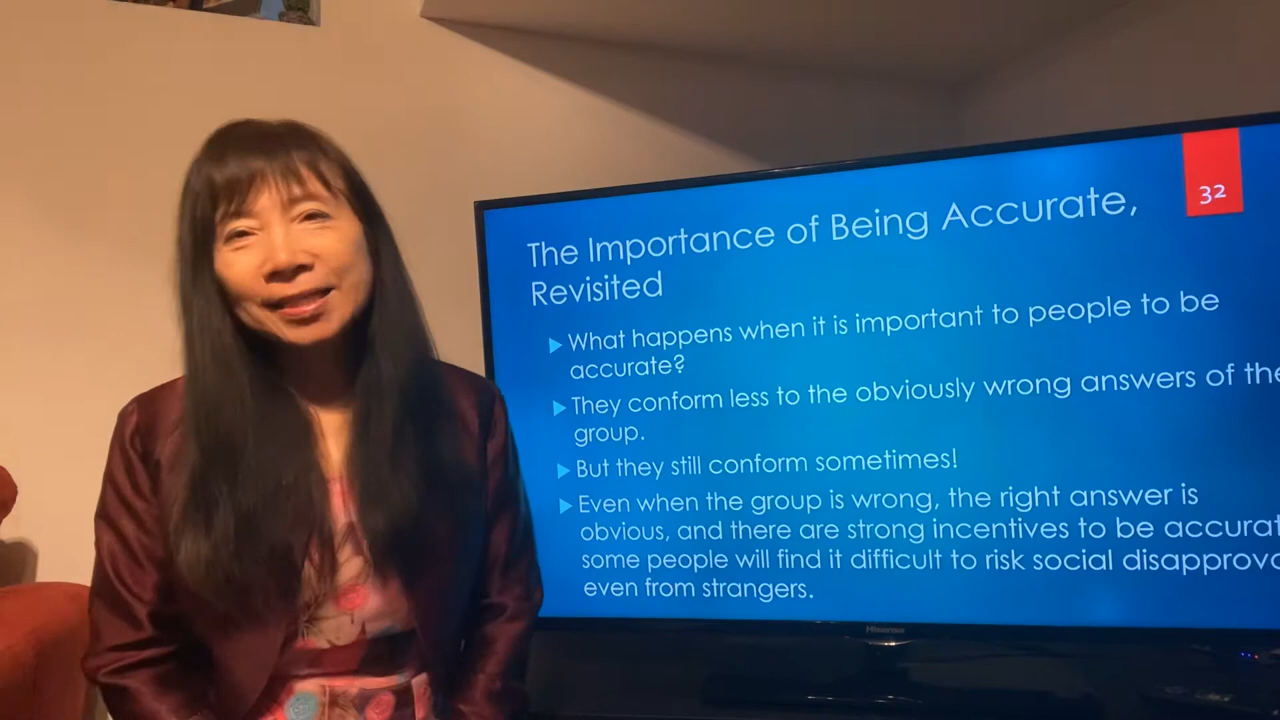 32
The Importance of Being Accurate,
Revisited
What happens when it is important to people to be
accurate?
They conform less to the obviously wrong answers of the
group.
But they still conform sometimes!
Even when the group is wrong, the right answer is
obvious, and there are strong incentives to be accurat
some people will find it difficult to risk social disapprova
even from strangers.
Hisense